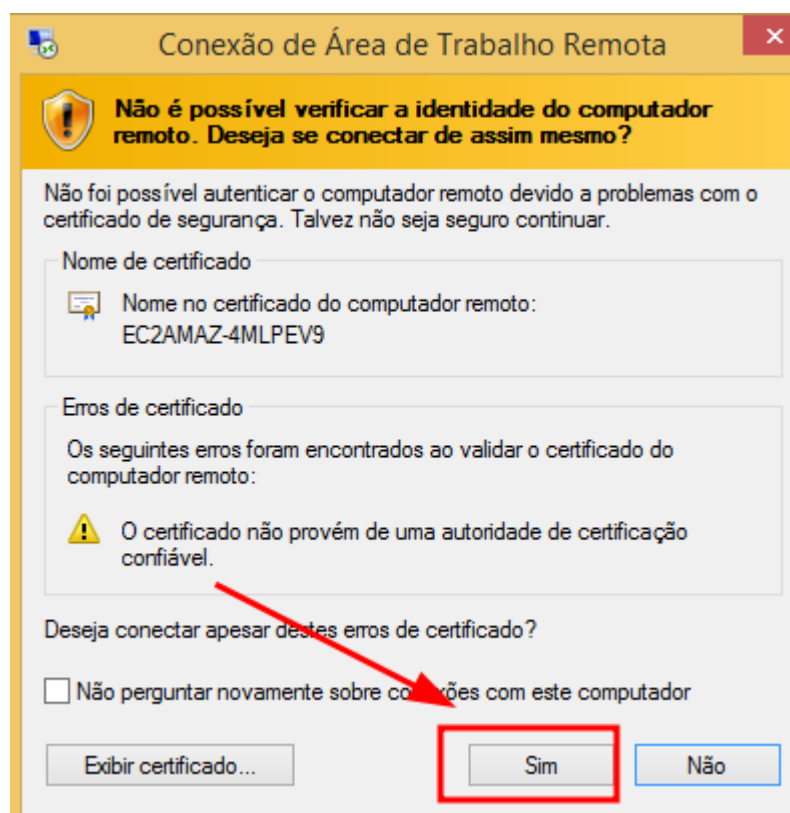 Conexão de Área de Trabalho Remota
Não é possível verificar a identidade do computador
remoto. Deseja se conectar de assim mesmo?
Não foi possível autenticar o computador remoto devido a problemas com o
certificado de segurança. Talvez não seja seguro continuar.
Nome de certificado
Nome no certificado do computador remoto:
EC2AMAZ-4MLPEV9
Erros de certificado
Os seguintes erros foram encontrados ao validar o certificado do
computador remoto:
O certificado não provém de uma autoridade de certificação
confiável.
Deseja conectar apesar destes erros de certificado?
Não perguntar novamente sobre conexões com este computador
Exibir certificado...
Sim
Não